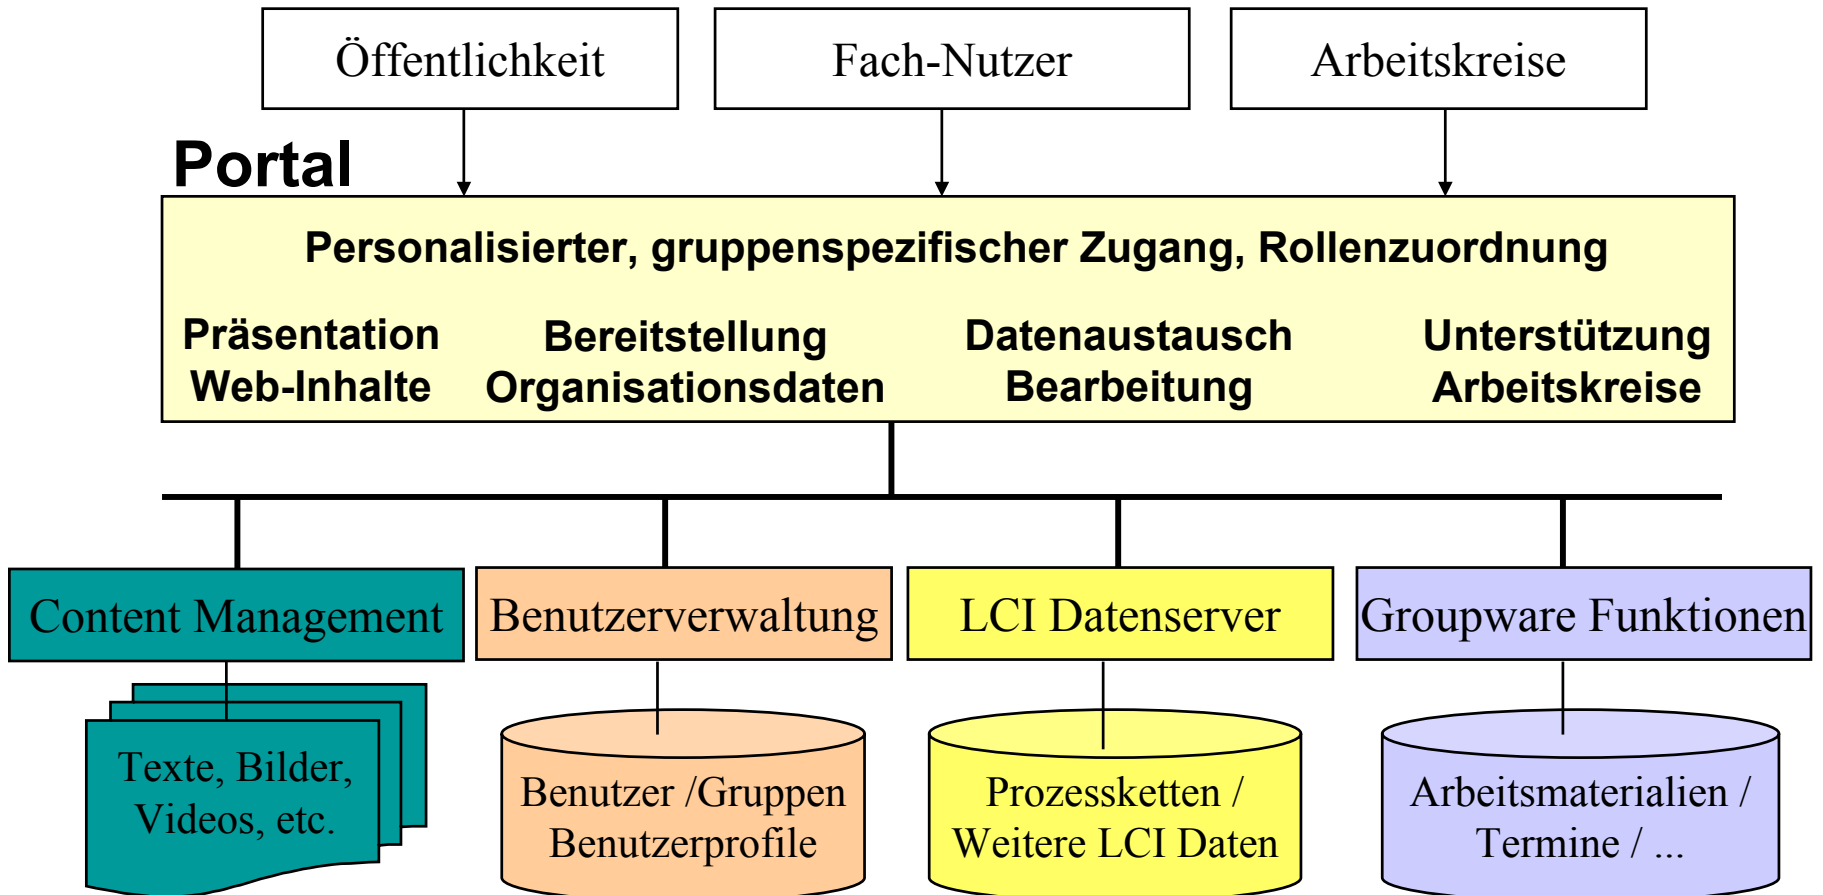 Öffentlichkeit
Fach-Nutzer
Arbeitskreise
Portal
Personalisierter, gruppenspezifischer Zugang, Rollenzuordnung
Präsentation
Web-Inhalte
Bereitstellung
Organisationsdaten
Datenaustausch
Bearbeitung
Unterstützung
Arbeitskreise
Content Management
Benutzerverwaltung
LCI Datenserver
Groupware Funktionen
Texte, Bilder,
Videos, etc.
Benutzer /Gruppen
Benutzerprofile
Prozessketten /
Weitere LCI Daten
Arbeitsmaterialien /
Termine / ...